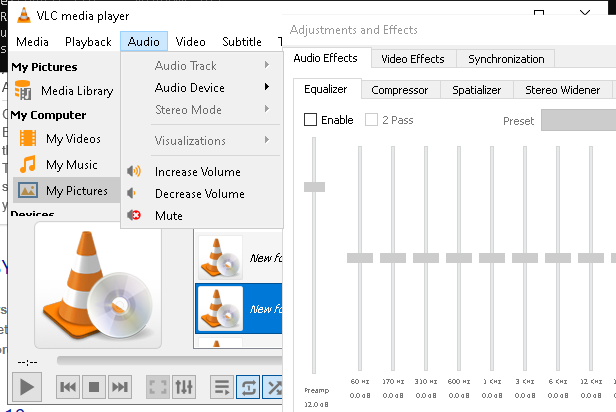 VLC media player
Media Playback Audio Video Subtitle T
My Pictures
Media Library
My Computer
My Videos
My Music
My Pictures
Devices
Audio Track
Audio Device
Stereo Mode
Visualizations
Increase Volume
Decrease Volume
Mute
New fo
New fo
--:--
Adjustments and Effects
Audio Effects Video Effects Synchronization
Equalizer Compressor Spatializer Stereo Widener
Enable 2 Pass Preset
60 Hz 170 Hz 310 Hz 600 Hz 1 KHz 3 KHz 6 KHz 12 KHz
Preamp 0.0 dB 0.0 dB 0.0 dB 0.0 dB 0.0 dB 0.0 dB 0.0 dB 0.0 dB
12.0 dB